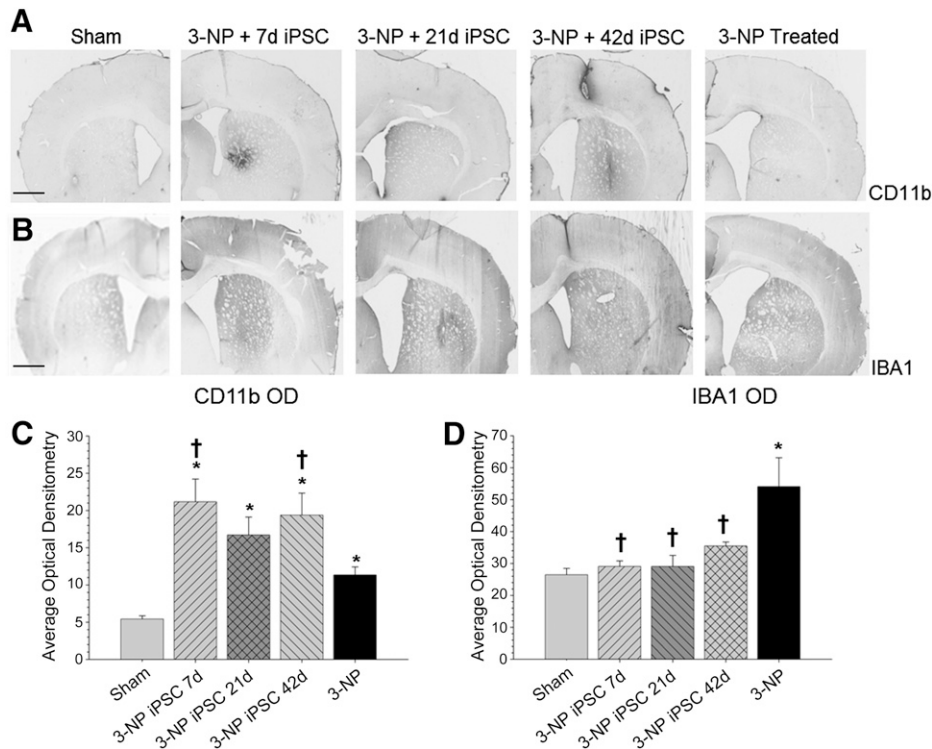 A
Sham
3-NP + 7d iPSC
3-NP + 21d iPSC
3-NP + 42d iPSC
3-NP Treated
CD11b
B
IBA1
CD11b OD
IBA1 OD
C
Average Optical Densitometry
30
25
20
15
10
5
0
†
*
*
†
*
*
Sham
3-NP iPSC 7d
3-NP iPSC 21d
3-NP iPSC 42d
3-NP
D
Average Optical Densitometry
70
60
50
40
30
20
10
0
†
†
†
*
Sham
3-NP iPSC 7d
3-NP iPSC 21d
3-NP iPSC 42d
3-NP